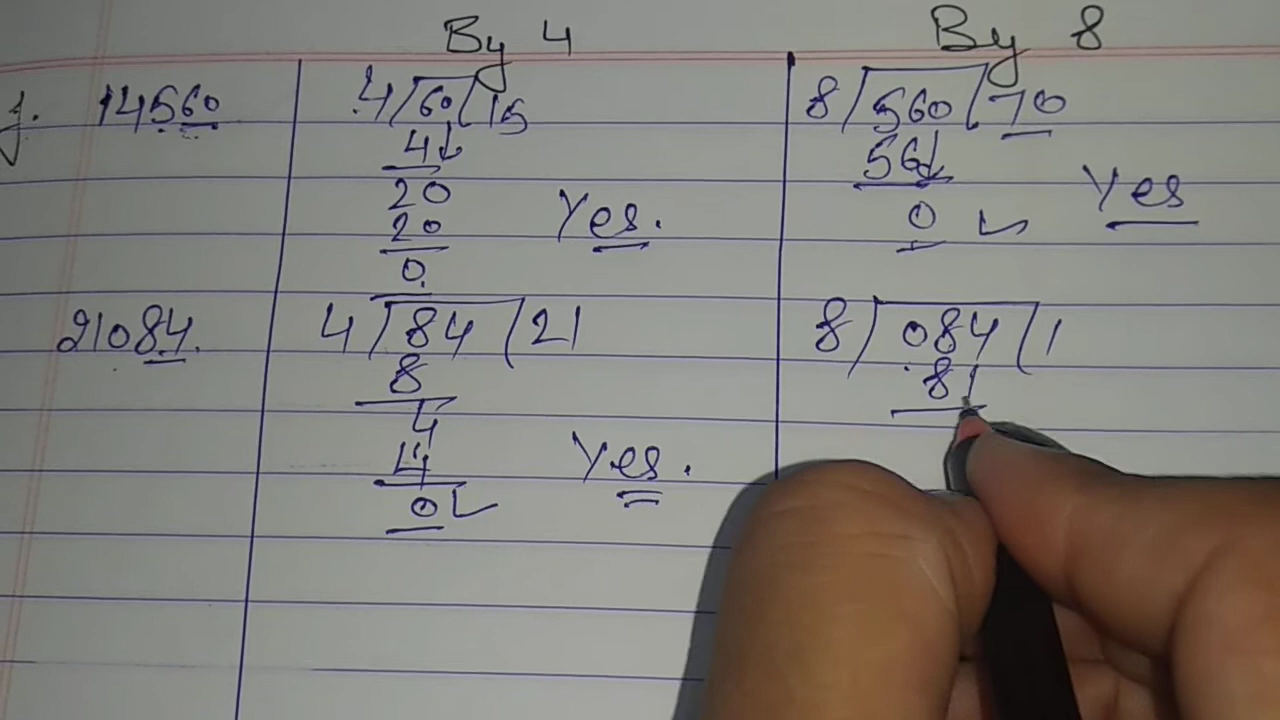 By 4 By 8
j. 14560 4 60 15 8 560 70
4 56
20 Yes
20 Yes. 0
0
21084. 4 84 21 8 084 1
8 8
4
4 Yes.
0